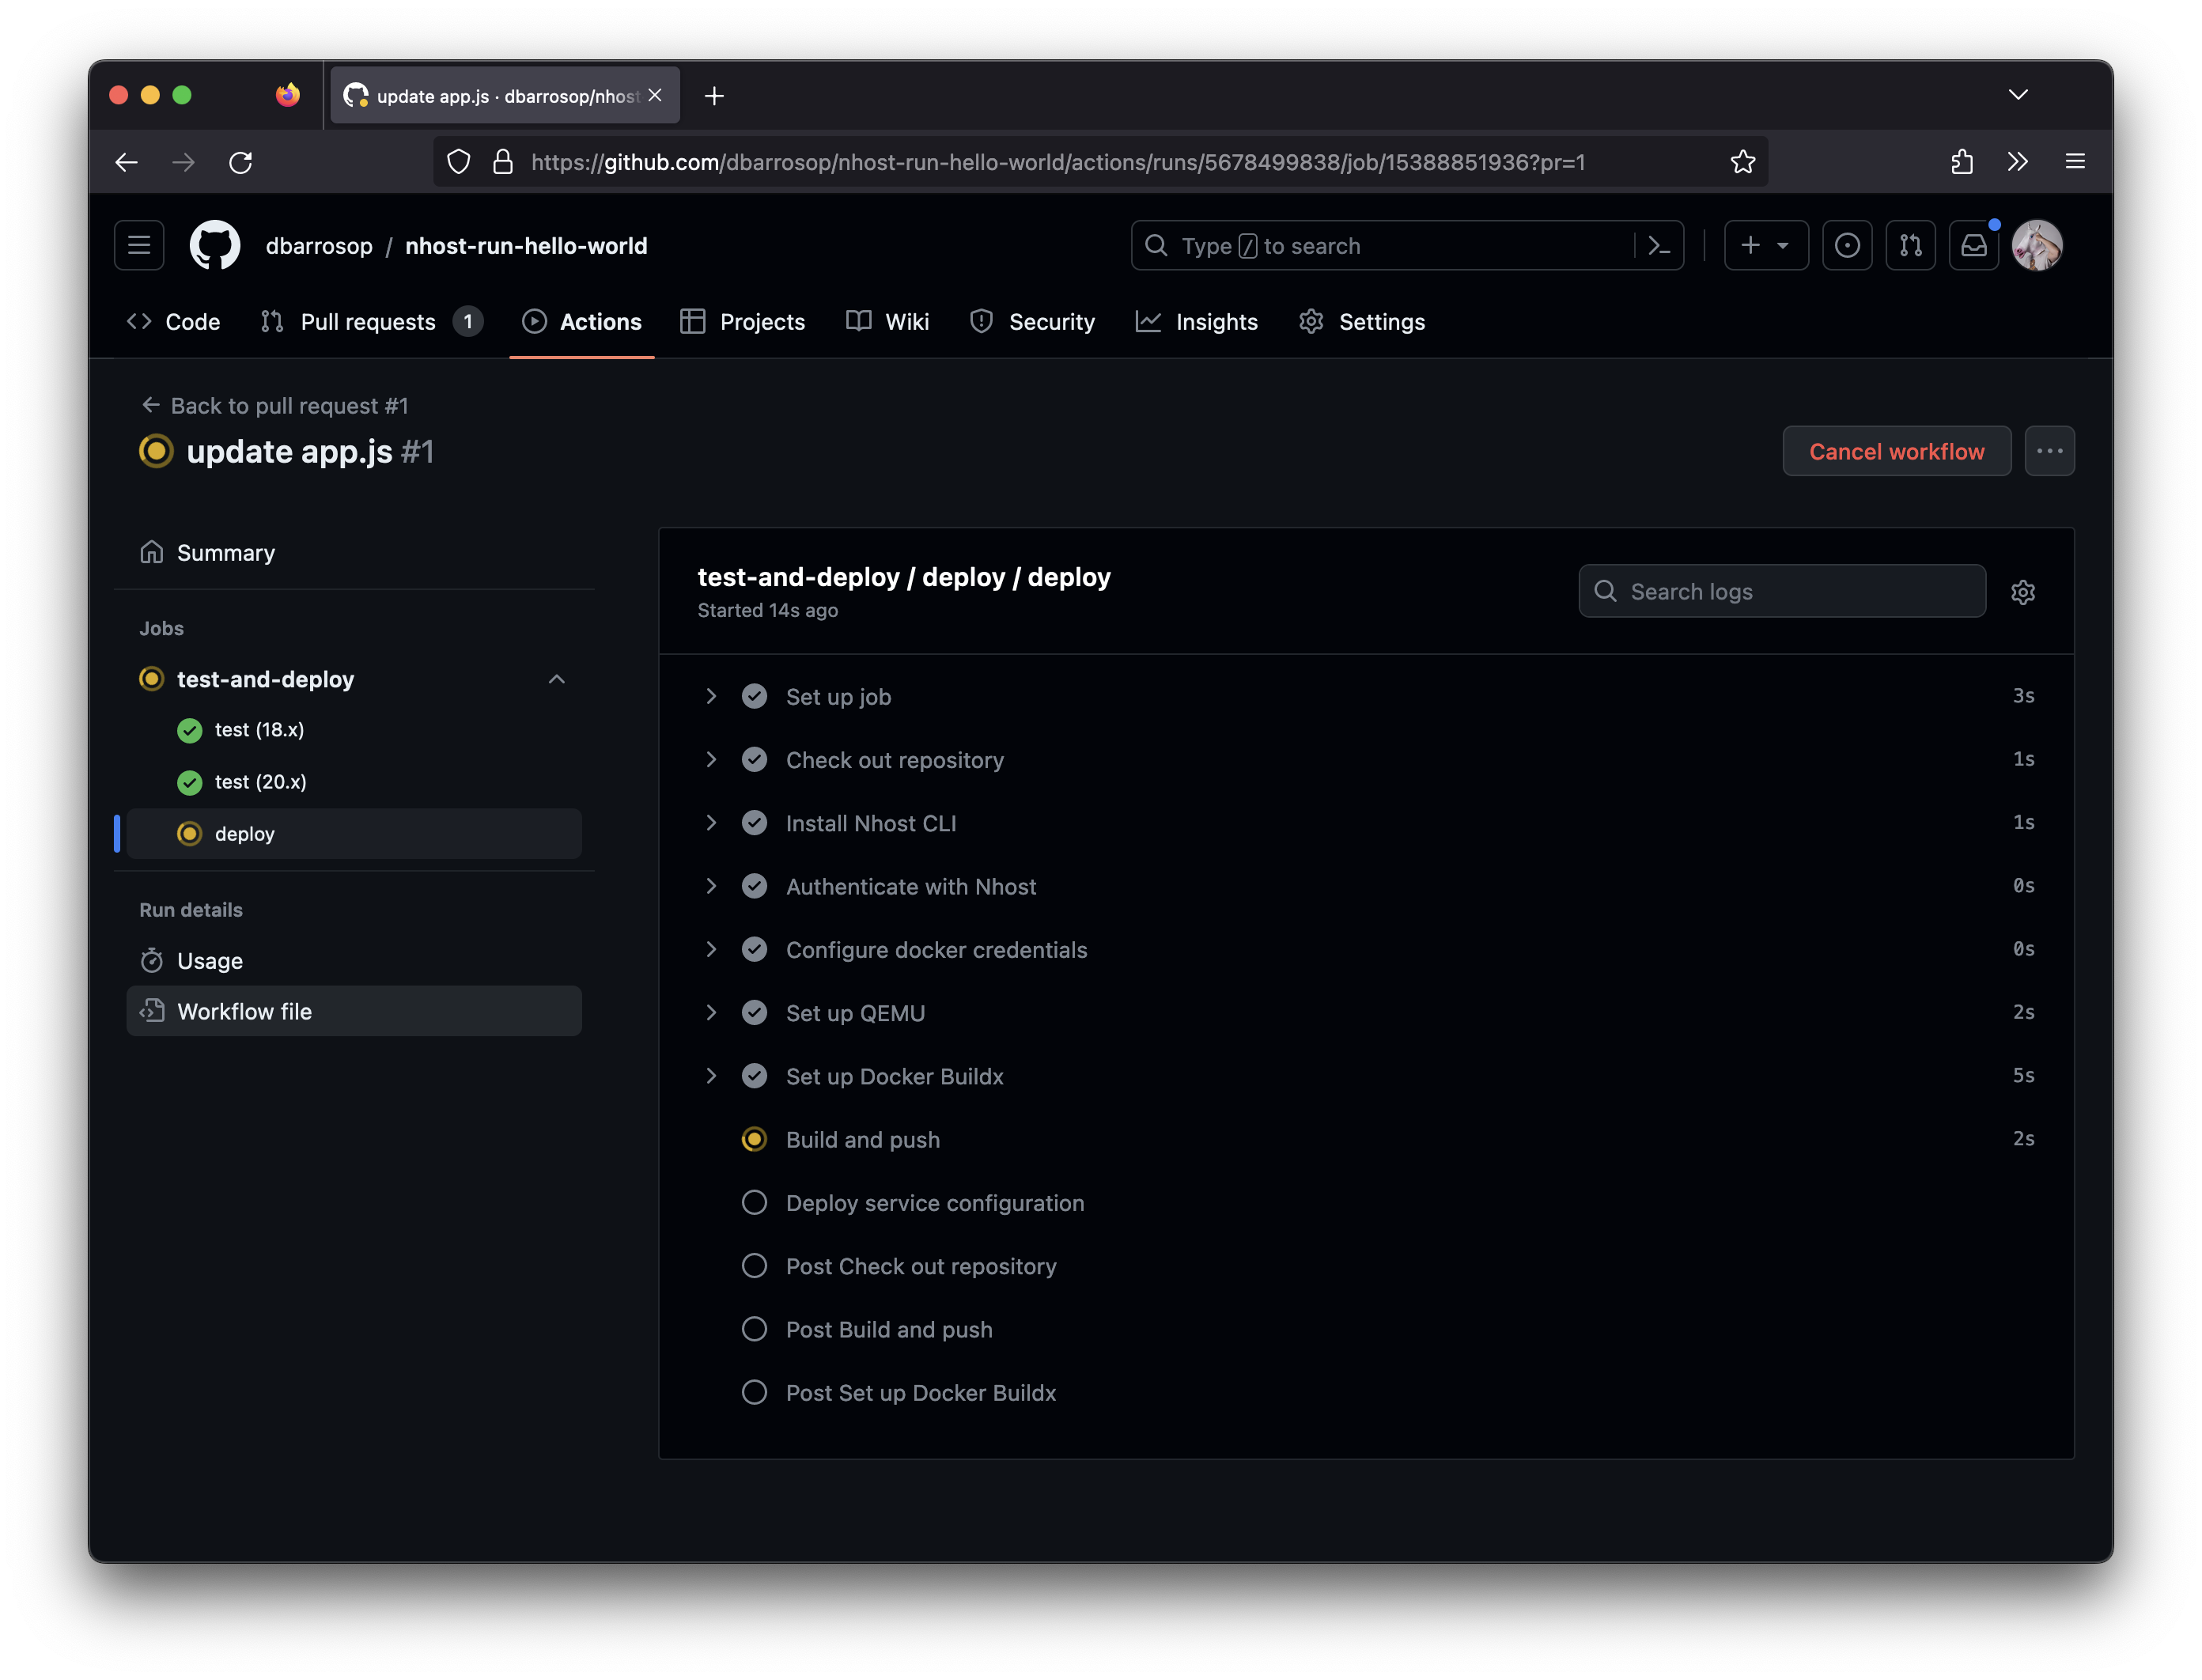 update app.js · dbarrosop/nhost
https://github.com/dbarrosop/nhost-run-hello-world/actions/runs/5678499838/job/15388851936?pr=1
dbarrosop / nhost-run-hello-world
Type / to search
Code Pull requests 1 Actions Projects Wiki Security Insights Settings
← Back to pull request #1
update app.js #1
Cancel workflow
Summary
Jobs
test-and-deploy
test (18.x)
test (20.x)
deploy
Run details
Usage
Workflow file
test-and-deploy / deploy / deploy
Started 14s ago
Search logs
Set up job 3s
Check out repository 1s
Install Nhost CLI 1s
Authenticate with Nhost 0s
Configure docker credentials 0s
Set up QEMU 2s
Set up Docker Buildx 5s
Build and push 2s
Deploy service configuration
Post Check out repository
Post Build and push
Post Set up Docker Buildx